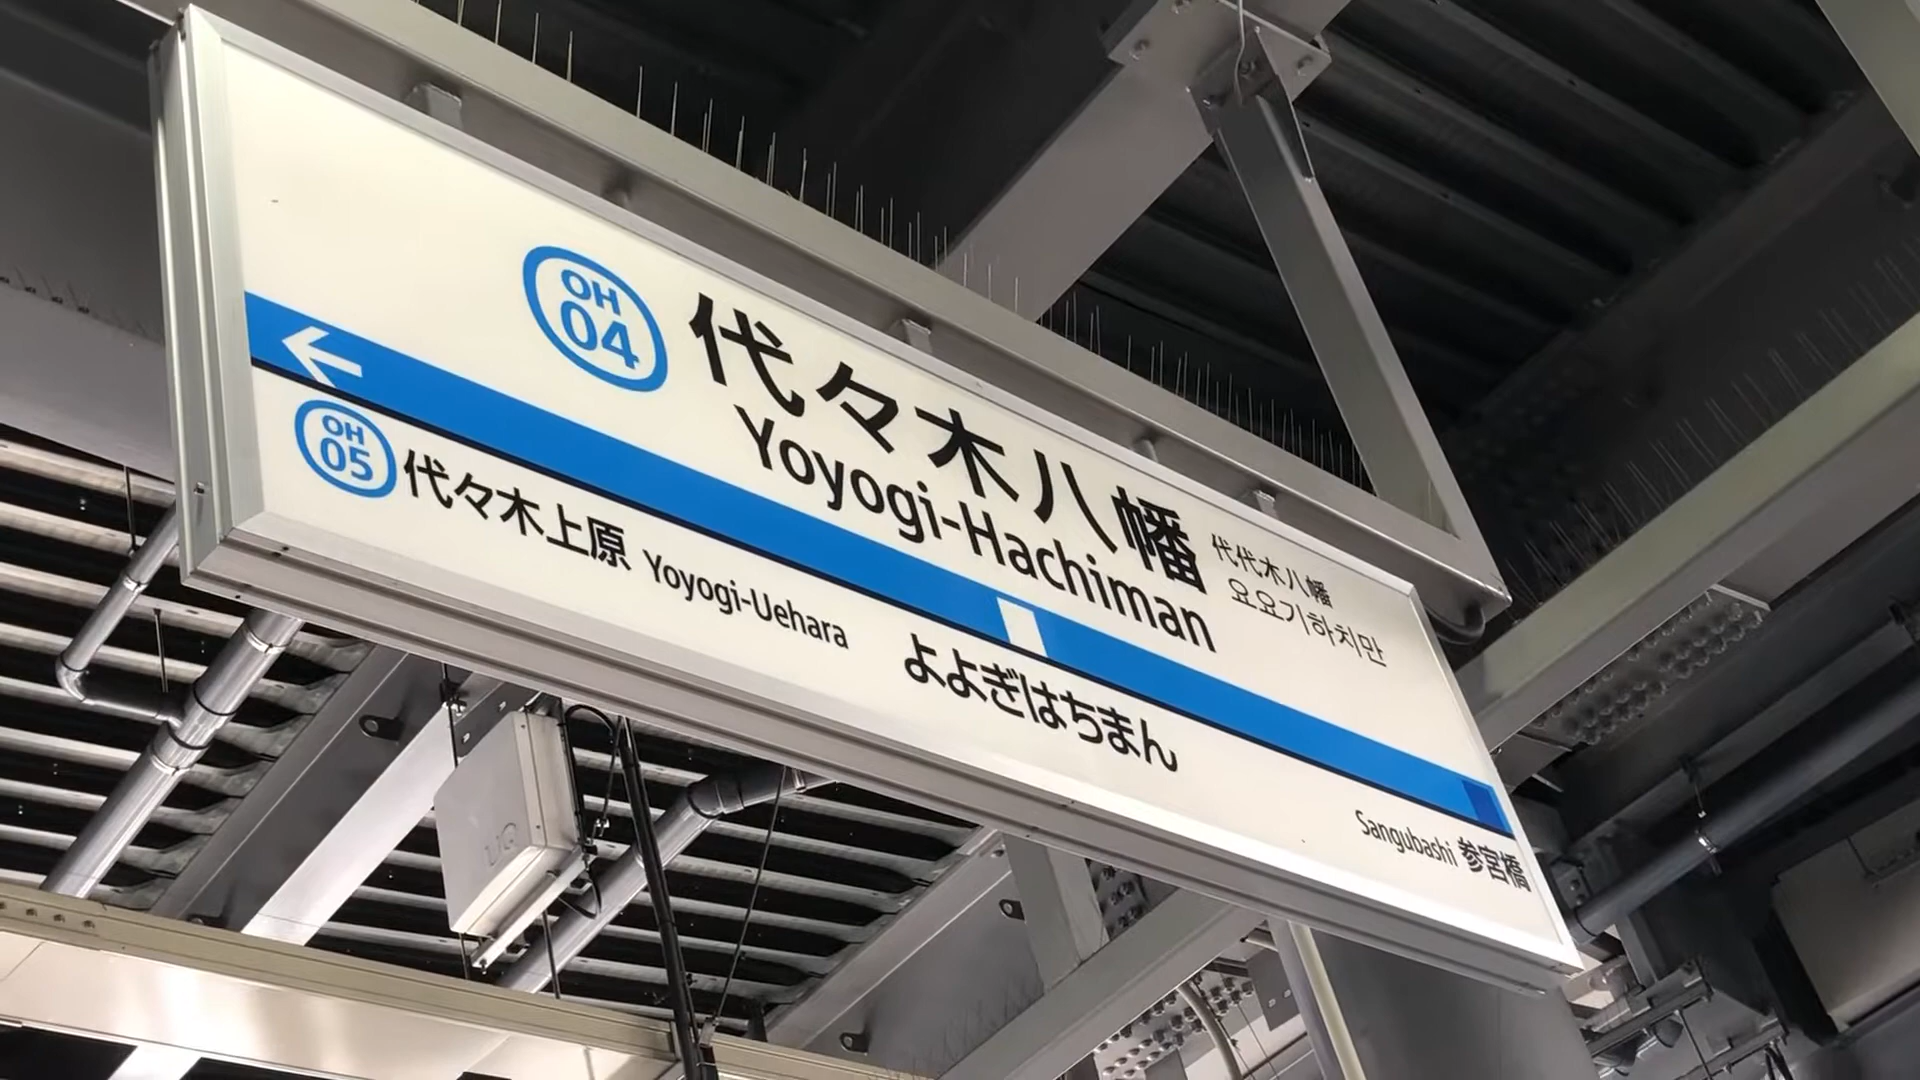 OH
04
代々木八幡
Yoyogi-Hachiman
代代木八幡
요요기하치만
OH
05
代々木上原 Yoyogi-Uehara
よよぎはちまん
Sangubashi 参宮橋
UQ